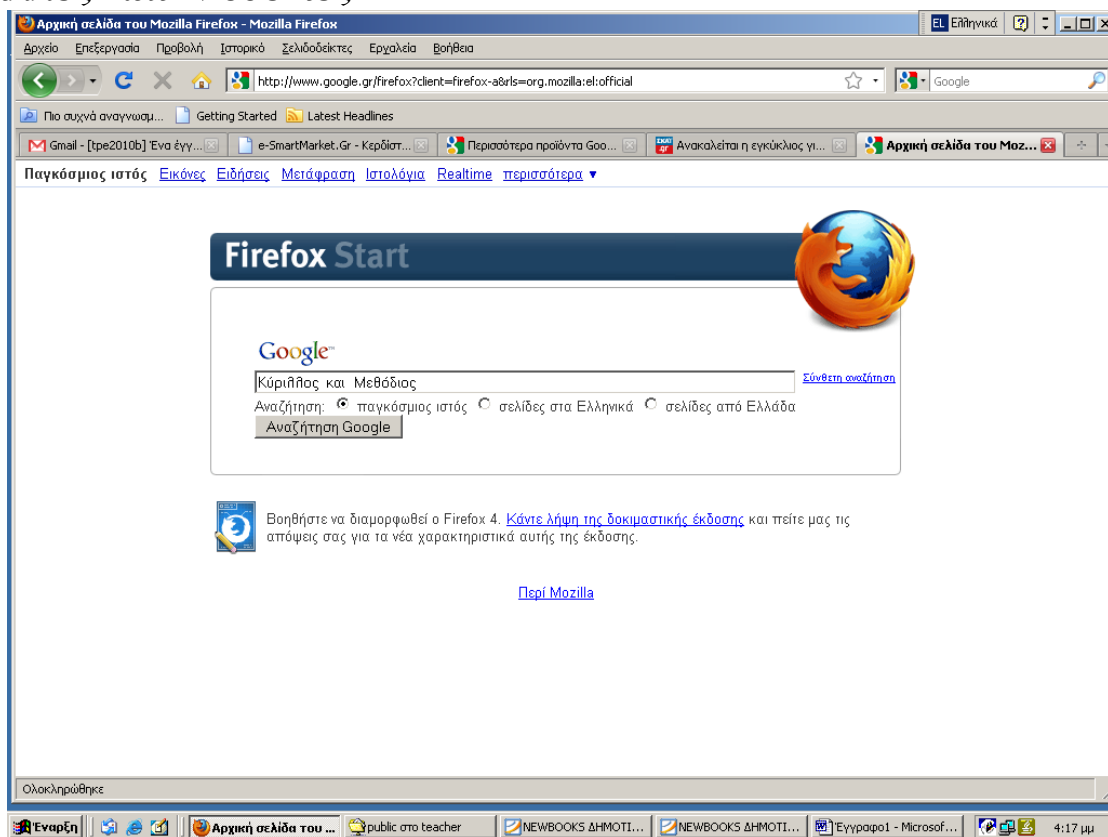 Αρχική σελίδα του Mozilla Firefox - Mozilla Firefox
EL Ελληνικά
Αρχείο Επεξεργασία Προβολή Ιστορικό Σελιδοδείκτες Εργαλεία Βοήθεια
http://www.google.gr/firefox?client=firefox-a&rls=org.mozilla:el:official
Google
Πιο συχνά αναγνωσμ... Getting Started Latest Headlines
Gmail - [tpe2010b] Ένα έγγ... e-SmartMarket.Gr - Κερδίστ... Περισσότερα προϊόντα Goo... Ανακαλείται η εγκύκλιος γι... Αρχική σελίδα του Moz...
Παγκόσμιος ιστός Εικόνες Ειδήσεις Μετάφραση Ιστολόγια Realtime περισσότερα ▼
Firefox Start
Google™
Κύριλλος και Μεθόδιος
Σύνθετη αναζήτηση
Αναζήτηση: παγκόσμιος ιστός σελίδες στα Ελληνικά σελίδες από Ελλάδα
Αναζήτηση Google
Βοηθήστε να διαμορφωθεί ο Firefox 4. Κάντε λήψη της δοκιμαστικής έκδοσης και πείτε μας τις
απόψεις σας για τα νέα χαρακτηριστικά αυτής της έκδοσης.
Περί Mozilla
Ολοκληρώθηκε
Έναρξη Αρχική σελίδα του ... public στο teacher NEWBOOKS ΔΗΜΟΤΙ... NEWBOOKS ΔΗΜΟΤΙ... Έγγραφο1 - Microsof... 4:17 μμ